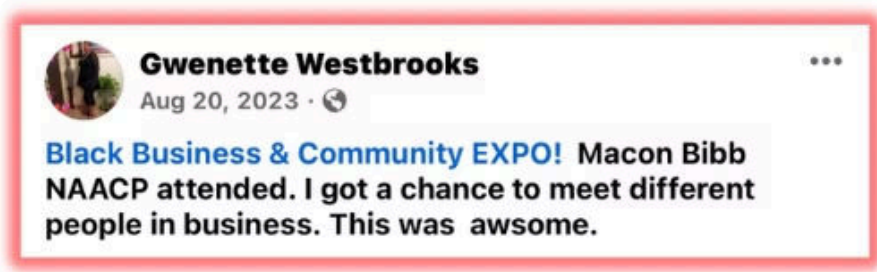 Gwenette Westbrooks
Aug 20, 2023 ·
Black Business & Community EXPO! Macon Bibb
NAACP attended. I got a chance to meet different
people in business. This was awsome.